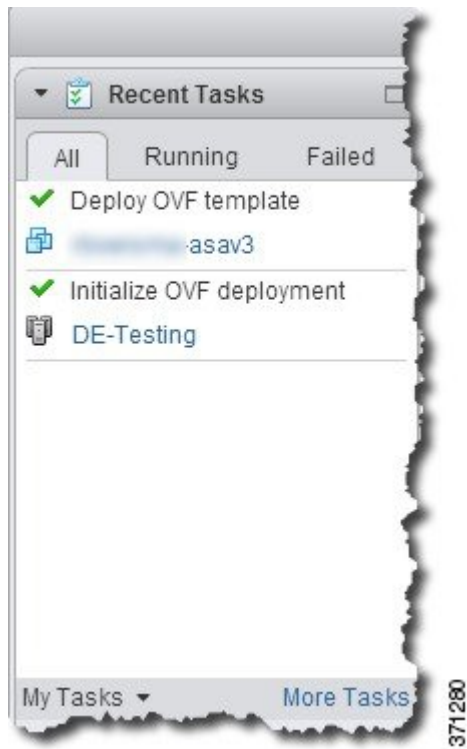 Recent Tasks
All Running Failed
Deploy OVF template
-asav3
Initialize OVF deployment
DE-Testing
My Tasks More Tasks
371280